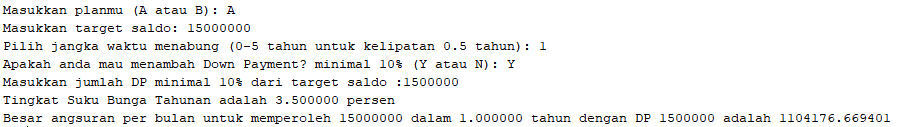 Masukkan planmu (A atau B): A
Masukkan target saldo: 15000000
Pilih jangka waktu menabung (0-5 tahun untuk kelipatan 0.5 tahun): 1
Apakah anda mau menambah Down Payment? minimal 10% (Y atau N): Y
Masukkan jumlah DP minimal 10% dari target saldo :1500000
Tingkat Suku Bunga Tahunan adalah 3.500000 persen
Besar angsuran per bulan untuk memperoleh 15000000 dalam 1.000000 tahun dengan DP 1500000 adalah 1104176.669401